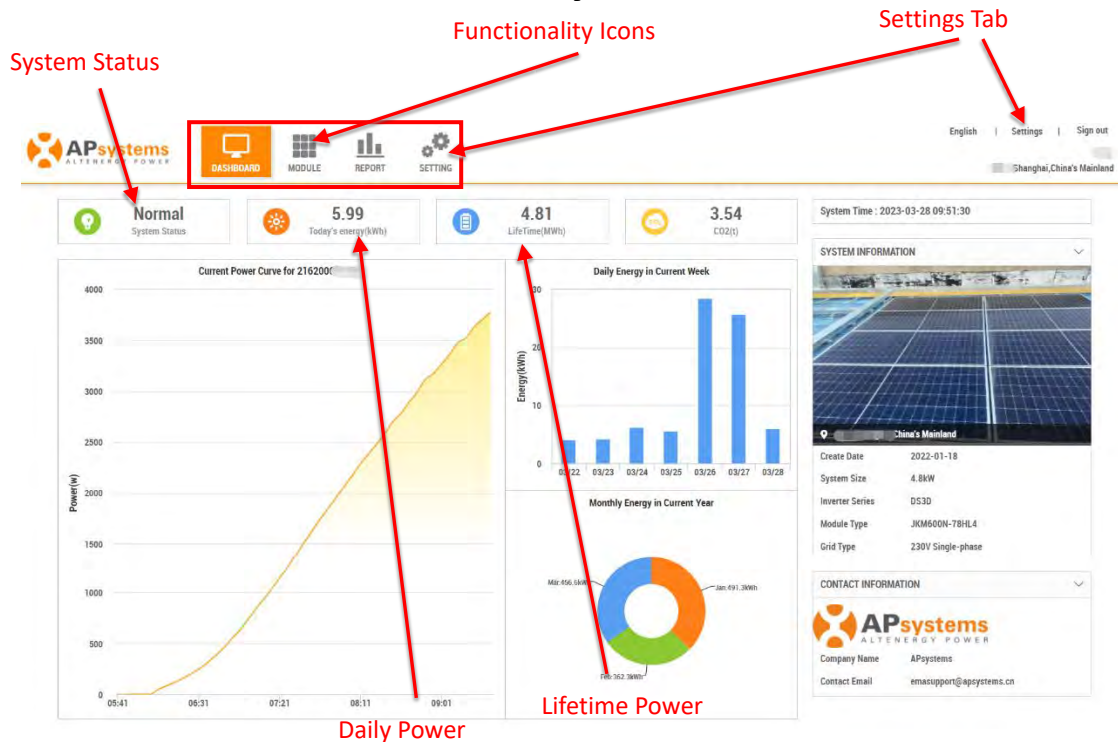 Functionality Icons
Settings Tab
System Status
English | Settings | Sign out
APsystems
ALTENERGY POWER
DASHBOARD
MODULE
REPORT
SETTING
Shanghai,China's Mainland
Normal
System Status
5.99
Today's energy(kWh)
4.81
LifeTime(MWh)
3.54
CO2(t)
System Time : 2023-03-28 09:51:30
Current Power Curve for 2162000
4000
3500
3000
2500
2000
1500
1000
500
0
Power(w)
05:41 06:31 07:21 08:11 09:01
Daily Energy in Current Week
30
20
10
0
Energy(kWh)
03/22 03/23 03/24 03/25 03/26 03/27 03/28
Monthly Energy in Current Year
Mar:456.6kWh
Jan:491.3kWh
Feb:362.3kWh
SYSTEM INFORMATION
China's Mainland
Create Date 2022-01-18
System Size 4.8kW
Inverter Series DS3D
Module Type JKM600N-78HL4
Grid Type 230V Single-phase
CONTACT INFORMATION
APsystems
ALTENERGY POWER
Company Name APsystems
Contact Email emasupport@apsystems.cn
Lifetime Power
Daily Power